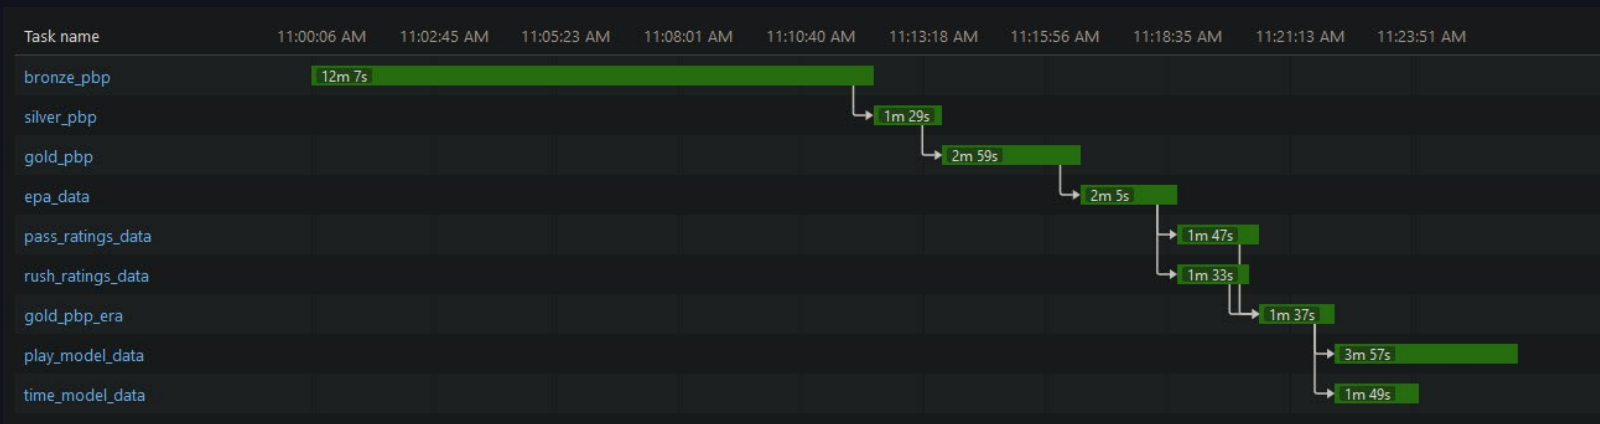 Task name 11:00:06 AM 11:02:45 AM 11:05:23 AM 11:08:01 AM 11:10:40 AM 11:13:18 AM 11:15:56 AM 11:18:35 AM 11:21:13 AM 11:23:51 AM
bronze_pbp 12m 7s
silver_pbp 1m 29s
gold_pbp 2m 59s
epa_data 2m 5s
pass_ratings_data 1m 47s
rush_ratings_data 1m 33s
gold_pbp_era 1m 37s
play_model_data 3m 57s
time_model_data 1m 49s